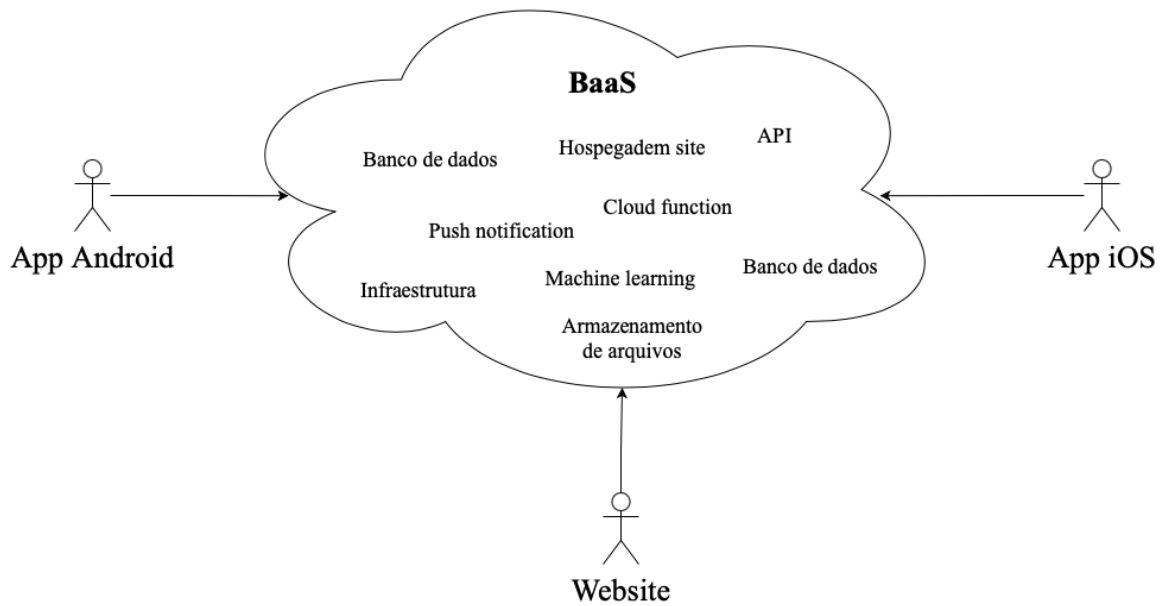 BaaS
API
Hospegadem site
Banco de dados
Cloud function
Push notification
Banco de dados
Machine learning
Infraestrutura
Armazenamento
de arquivos
App Android
App iOS
Website